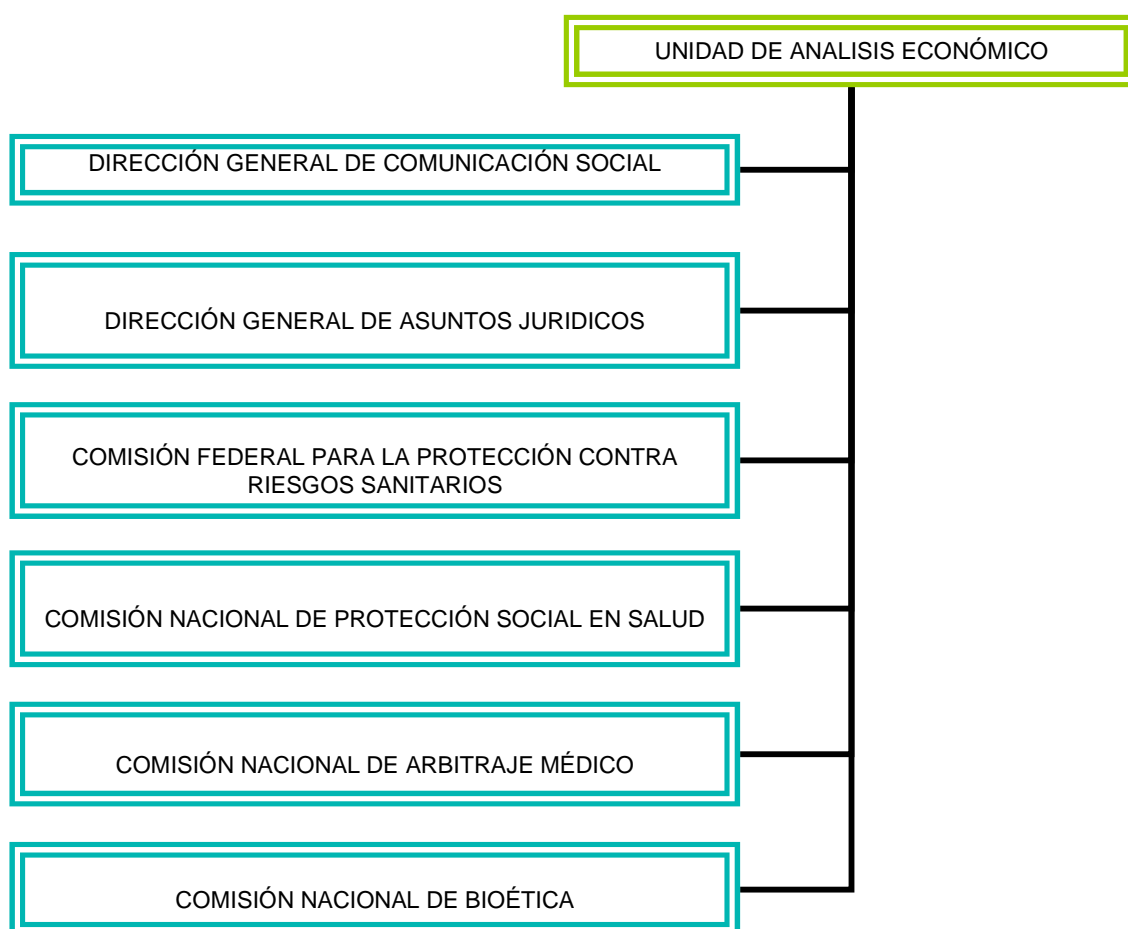 UNIDAD DE ANALISIS ECONÓMICO
DIRECCIÓN GENERAL DE COMUNICACIÓN SOCIAL
DIRECCIÓN GENERAL DE ASUNTOS JURIDICOS
COMISIÓN FEDERAL PARA LA PROTECCIÓN CONTRA
RIESGOS SANITARIOS
COMISIÓN NACIONAL DE PROTECCIÓN SOCIAL EN SALUD
COMISIÓN NACIONAL DE ARBITRAJE MÉDICO
COMISIÓN NACIONAL DE BIOÉTICA